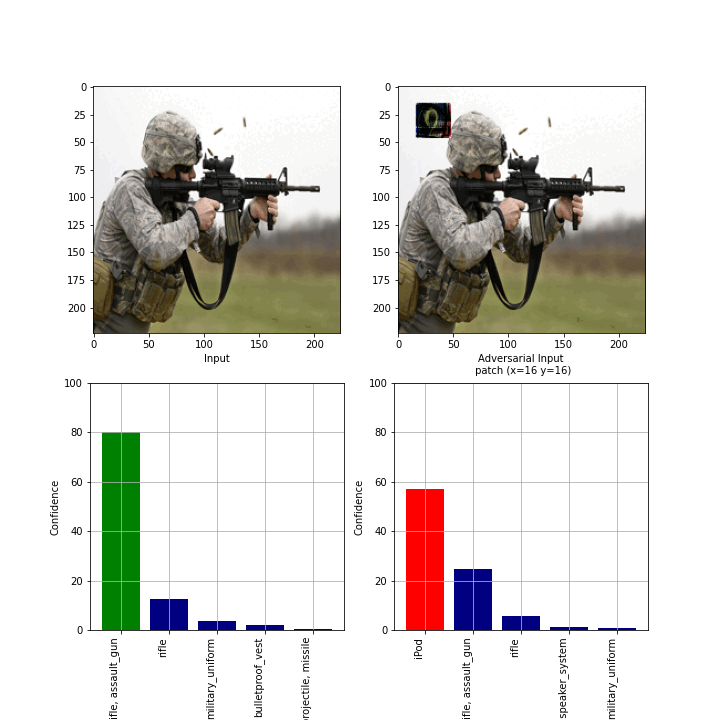 0
25
50
75
100
125
150
175
200
0 50 100 150 200
Input
0
25
50
75
100
125
150
175
200
0 50 100 150 200
Adversarial Input
patch (x=16 y=16)
100
80
60
40
20
0
Confidence
ifle, assault_gun
rifle
military_uniform
bulletproof_vest
rojectile, missile
100
80
60
40
20
0
Confidence
iPod
ifle, assault_gun
rifle
speaker_system
military_uniform